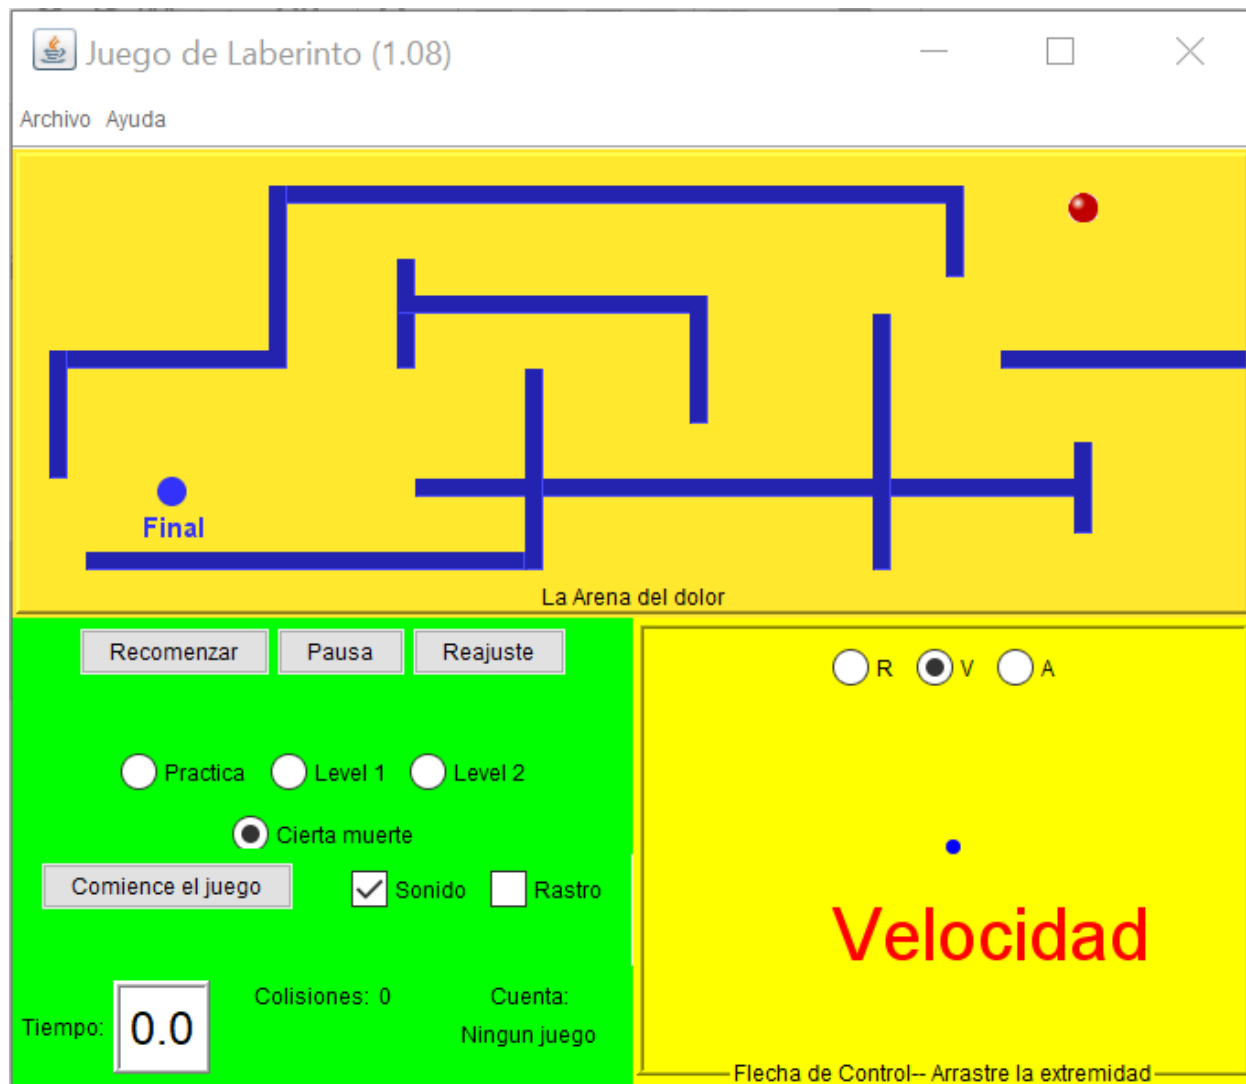 Juego de Laberinto (1.08)
Archivo Ayuda
Final
La Arena del dolor
Recomenzar Pausa Reajuste
R V A
Practica Level 1 Level 2
Cierta muerte
Comience el juego Sonido Rastro
Velocidad
Colisiones: 0 Cuenta:
Tiempo: 0.0 Ningun juego
Flecha de Control-- Arrastre la extremidad